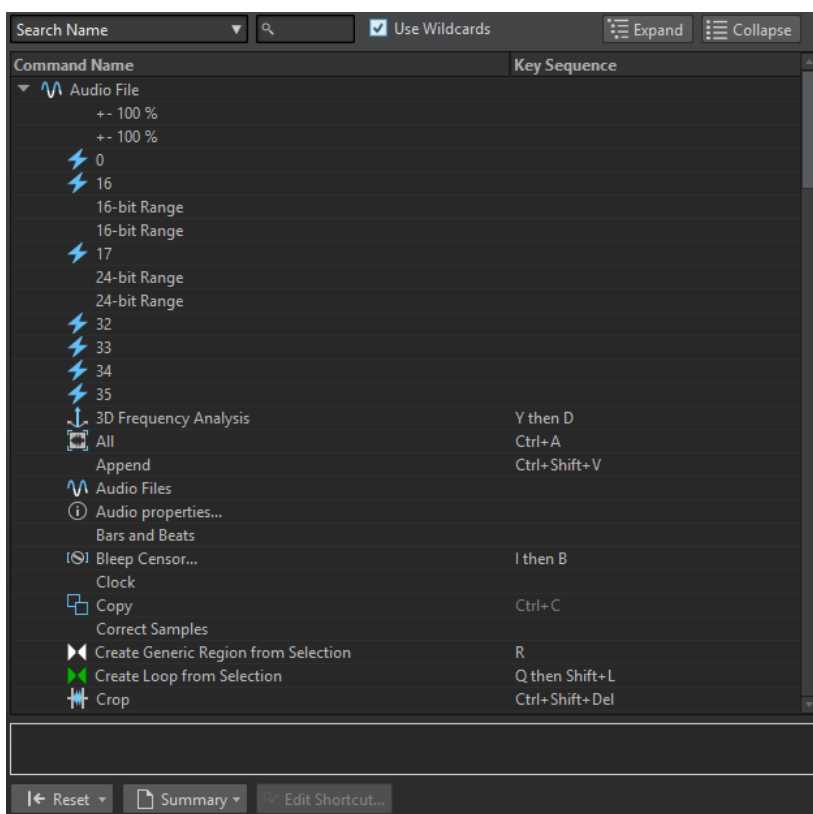 Search Name Use Wildcards Expand Collapse
Command Name Key Sequence
Audio File
+- 100 %
+- 100 %
0
16
16-bit Range
16-bit Range
17
24-bit Range
24-bit Range
32
33
34
35
3D Frequency Analysis Y then D
All Ctrl+A
Append Ctrl+Shift+V
Audio Files
Audio properties...
Bars and Beats
Bleep Censor... I then B
Clock
Copy Ctrl+C
Correct Samples
Create Generic Region from Selection R
Create Loop from Selection Q then Shift+L
Crop Ctrl+Shift+Del
Reset Summary Edit Shortcut...